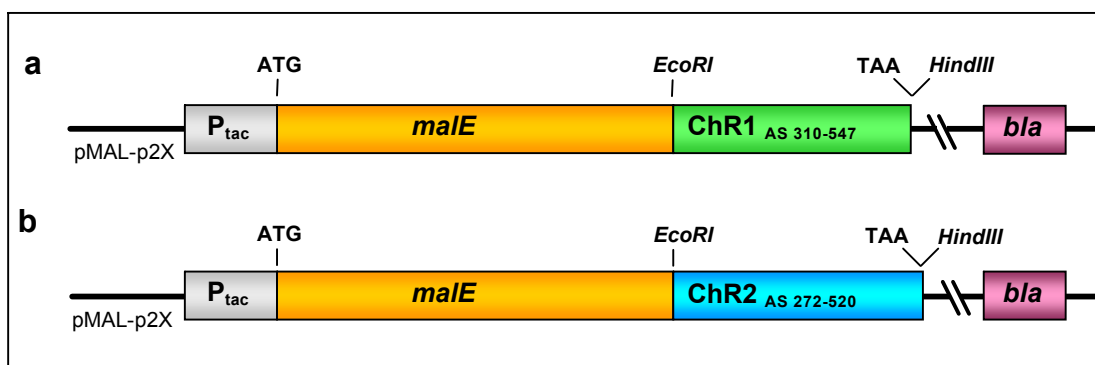 a
ATG EcoRI TAA HindIII
Ptac malE ChR1 AS 310-547 bla
pMAL-p2X
b
ATG EcoRI TAA HindIII
Ptac malE ChR2 AS 272-520 bla
pMAL-p2X